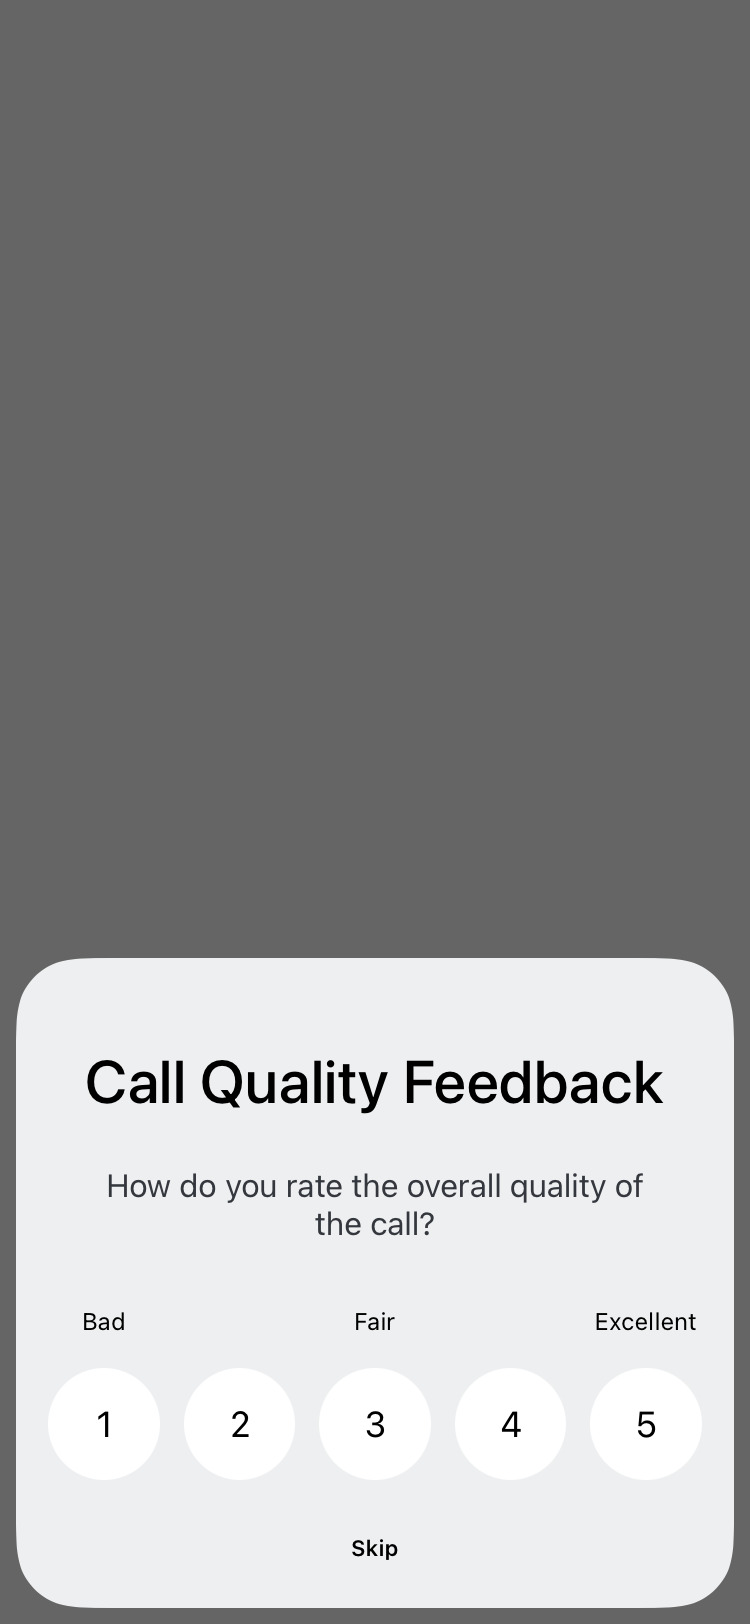 Call Quality Feedback
How do you rate the overall quality of
the call?
Bad Fair Excellent
1 2 3 4 5
Skip